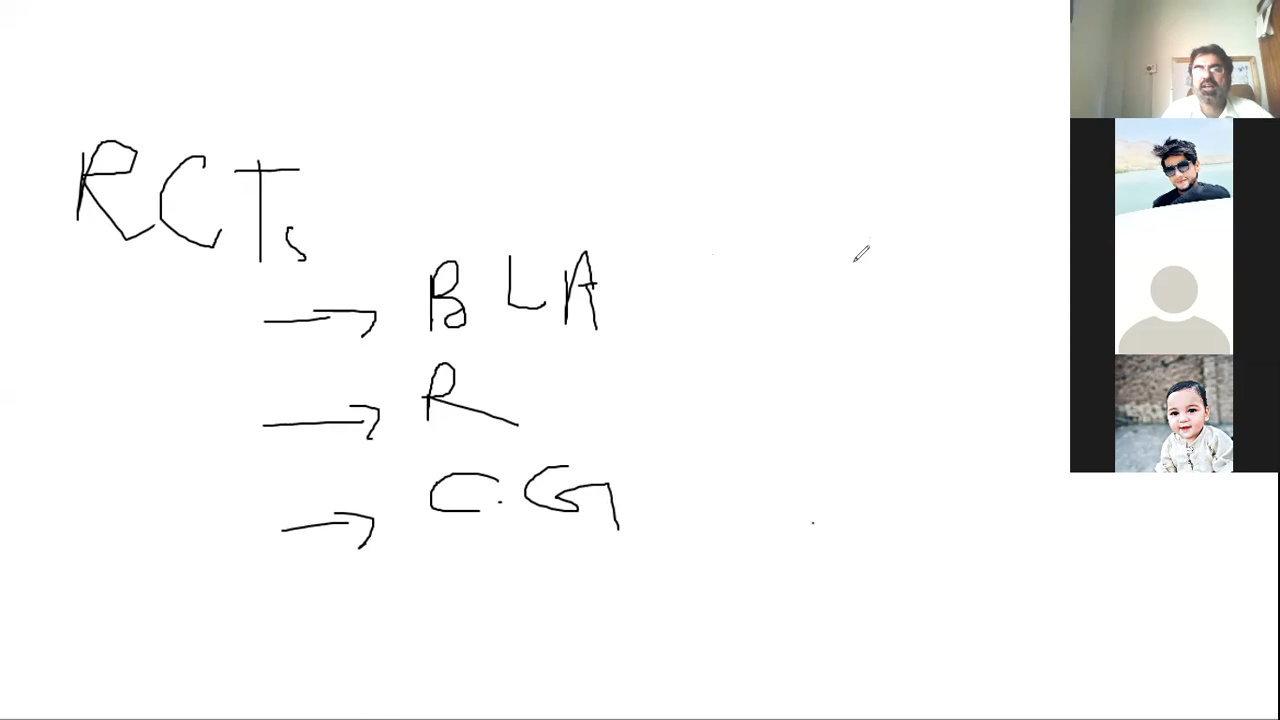 RCTs
→ BLA
→ R
→ C.G